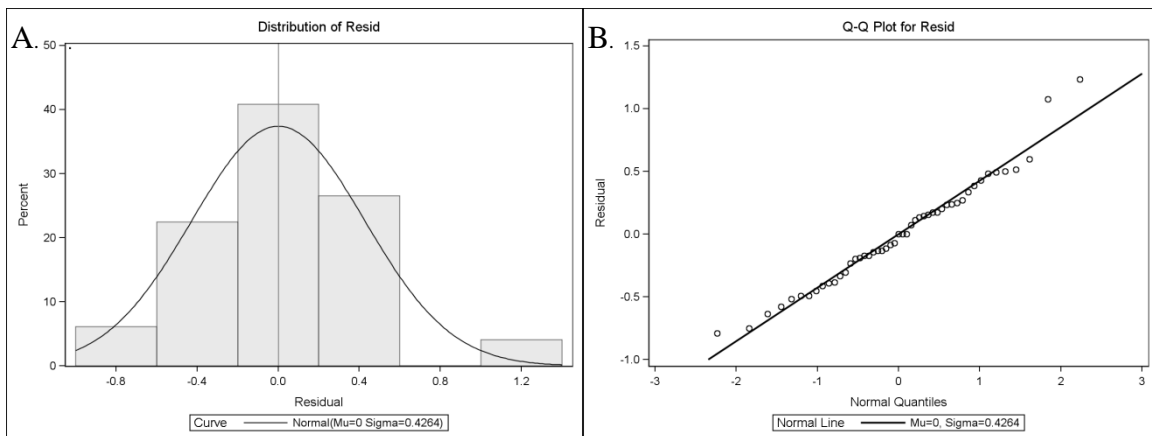 A.
Distribution of Resid
50
40
30
20
10
0
Percent
-0.8 -0.4 0.0 0.4 0.8 1.2
Residual
Curve Normal(Mu=0 Sigma=0.4264)
B.
Q-Q Plot for Resid
1.5
1.0
0.5
0.0
-0.5
-1.0
Residual
-3 -2 -1 0 1 2 3
Normal Quantiles
Normal Line Mu=0, Sigma=0.4264